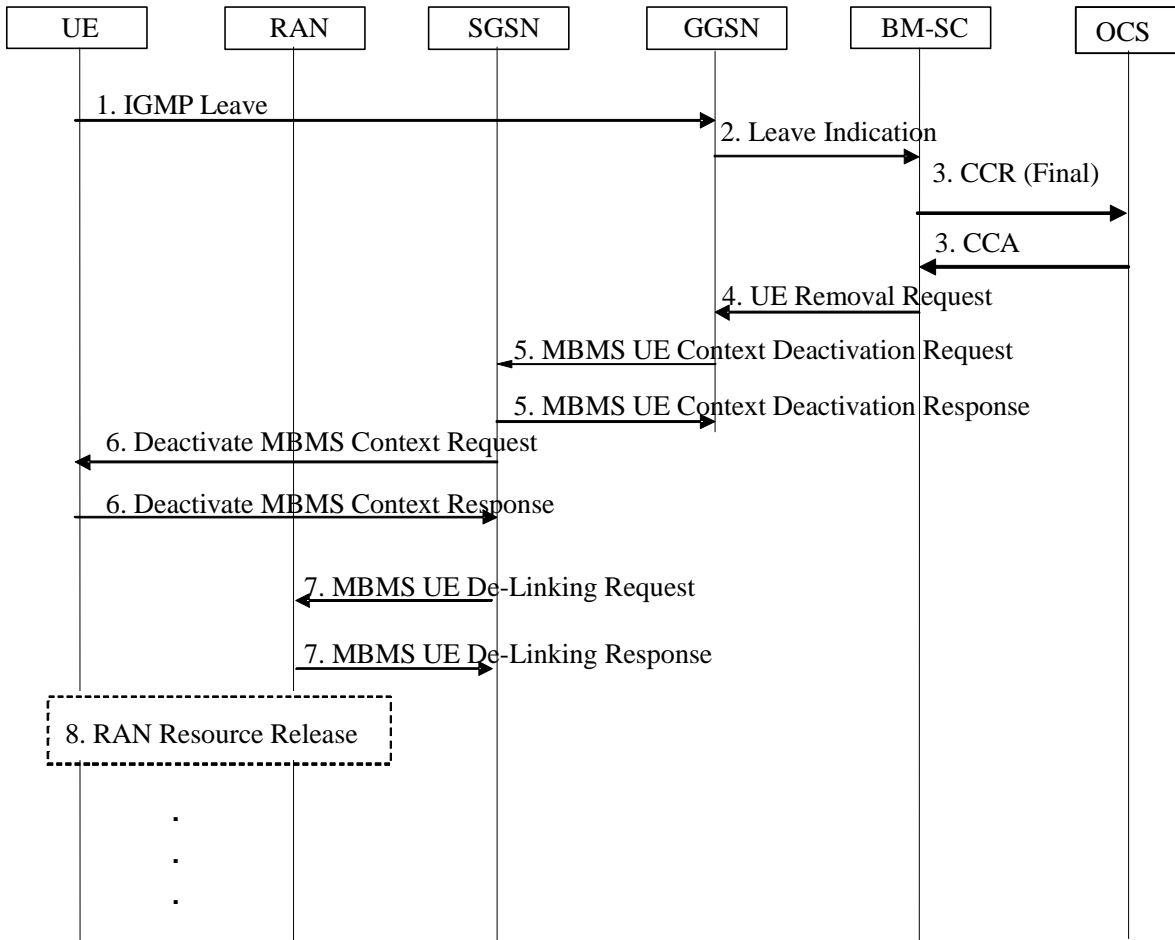 UE RAN SGSN GGSN BM-SC OCS
1. IGMP Leave
2. Leave Indication
3. CCR (Final)
3. CCA
4. UE Removal Request
5. MBMS UE Context Deactivation Request
5. MBMS UE Context Deactivation Response
6. Deactivate MBMS Context Request
6. Deactivate MBMS Context Response
7. MBMS UE De-Linking Request
7. MBMS UE De-Linking Response
8. RAN Resource Release
.
.
.